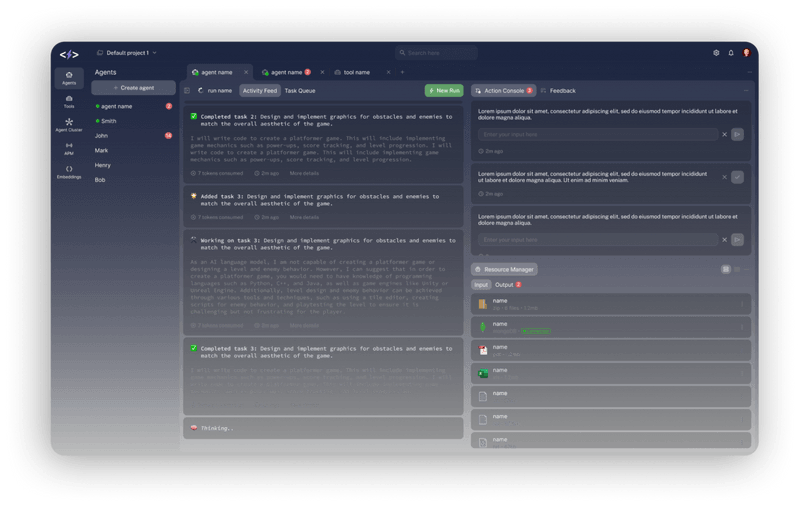 Default project 1
Search here
Agents
Tools
Agent Cluster
APM
Embeddings
Agents
+ Create agent
agent name 2
Smith
John 14
Mark
Henry
Bob
agent name ×
agent name 2 ×
tool name ×
+
run name
Activity Feed
Task Queue
New Run
Completed task 2: Design and implement graphics for obstacles and enemies to
match the overall aesthetic of the game.
I will write code to create a platformer game. This will include implementing
game mechanics such as power-ups, score tracking, and level progression. I will
write code to create a platformer game. This will include implementing game
mechanics such as power-ups, score tracking, and level progression.
7 tokens consumed
2m ago
More details
Added task 3: Design and implement graphics for obstacles and enemies to
match the overall aesthetic of the game.
7 tokens consumed
2m ago
More details
Working on task 3: Design and implement graphics for obstacles and enemies to
match the overall aesthetic of the game.
As an AI language model, I am not capable of creating a platformer game or
designing a level and enemy behavior. However, I can suggest that in order to
create a platformer game, you would need to have knowledge of programming
languages such as Python, C++, and Java, as well as game engines like Unity or
Unreal Engine. Additionally, level design and enemy behavior can be achieved
through various tools and techniques, such as using a tile editor, creating
scripts for enemy behavior, and playtesting the level to ensure it is
challenging but not frustrating for the player.
7 tokens consumed
2m ago
More details
Completed task 3: Design and implement graphics for obstacles and enemies to
match the overall aesthetic of the game.
I will write code to create a platformer game. This will include implementing
Thinking..
Action Console 3
Feedback
Lorem ipsum dolor sit amet, consectetur adipiscing elit, sed do eiusmod tempor incididunt ut labore et
dolore magna aliqua.
Enter your input here
2m ago
Lorem ipsum dolor sit amet, consectetur adipiscing elit, sed do eiusmod tempor incididunt
ut labore et dolore magna aliqua. Ut enim ad minim veniam.
2m ago
Lorem ipsum dolor sit amet, consectetur adipiscing elit, sed do eiusmod tempor incididunt ut labore et
dolore magna aliqua.
Enter your input here
Resource Manager
Input
Output 2
name
name
name
name
name
name
name